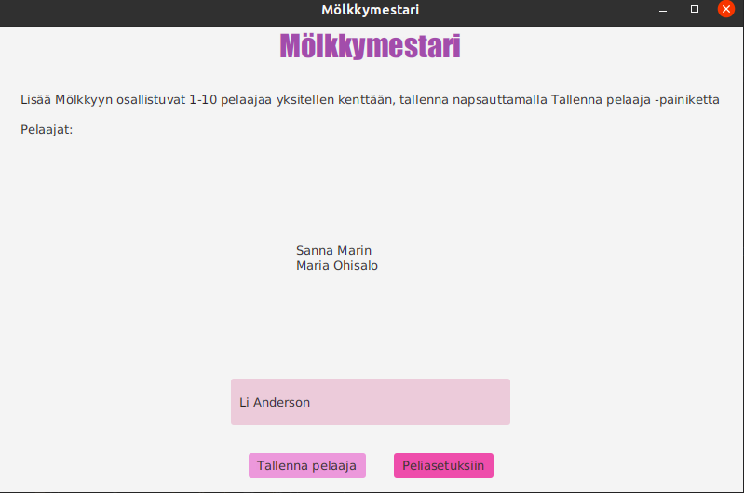 Mölkkymestari
Mölkkymestari
Lisää Mölkkyyn osallistuvat 1-10 pelaajaa yksitellen kenttään, tallenna napsauttamalla Tallenna pelaaja -painiketta
Pelaajat:
Sanna Marin
Maria Ohisalo
Li Anderson
Tallenna pelaaja
Peliasetuksiin